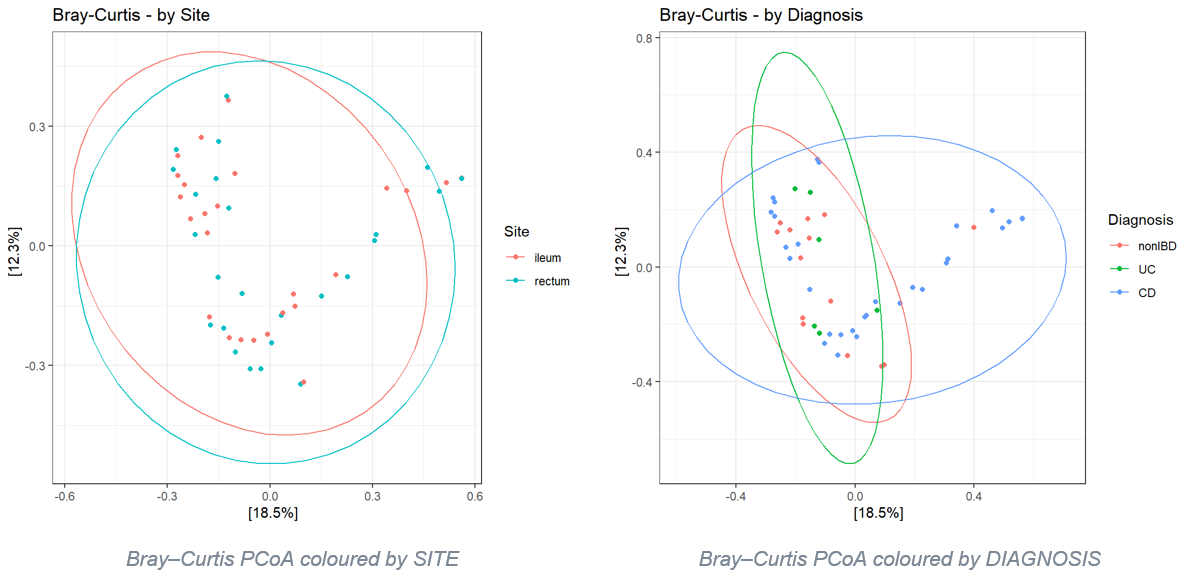 Bray-Curtis - by Site
0.3
0.0
-0.3
-0.6
-0.3
0.0
0.3
0.6
[12.3%]
[18.5%]
Site
ileum
rectum
Bray–Curtis PCoA coloured by SITE
Bray-Curtis - by Diagnosis
0.8
0.4
0.0
-0.4
-0.4
0.0
0.4
[12.3%]
[18.5%]
Diagnosis
nonIBD
UC
CD
Bray–Curtis PCoA coloured by DIAGNOSIS